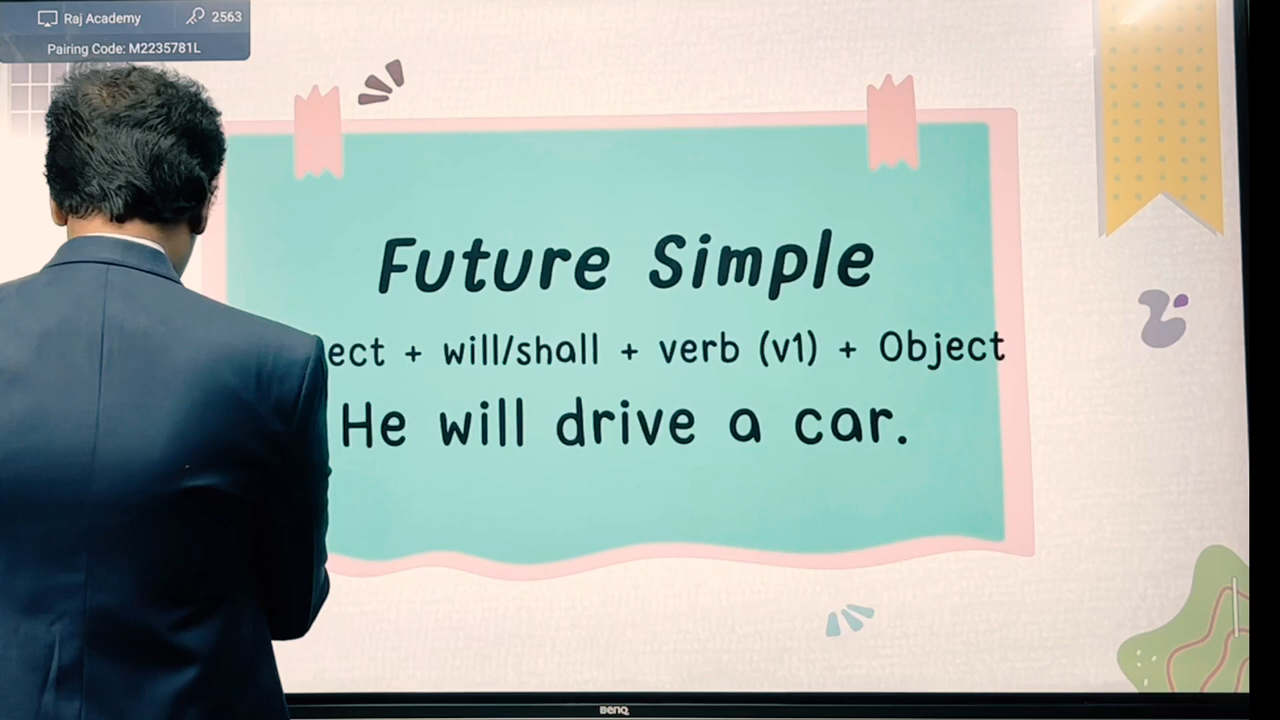 Raj Academy 2563
Pairing Code: M2235781L
Future Simple
ect + will/shall + verb (v1) + Object
He will drive a car.
BenQ